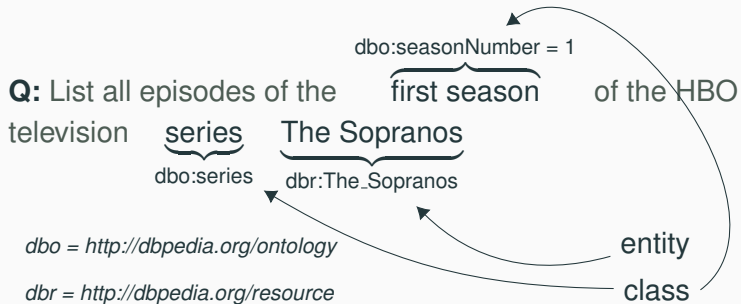 dbo:seasonNumber = 1
Q: List all episodes of the first season of the HBO
television series The Sopranos
dbo:series dbr:The_Sopranos
dbo = http://dbpedia.org/ontology entity
dbr = http://dbpedia.org/resource class